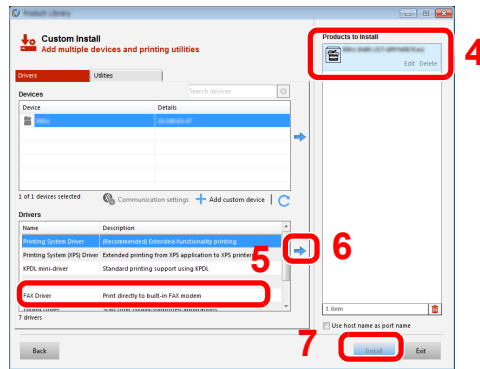 Product Library
Custom Install
Add multiple devices and printing utilities
Products to Install
4
Edit Delete
Drivers Utilities
Devices
Search devices
Device Details
1 of 1 devices selected
Communication settings
Add custom device
Drivers
Name Description
Printing System Driver (Recommended) Extended-functionality printing
Printing System (XPS) Driver Extended printing from XPS application to XPS printers
KPDL mini-driver Standard printing support using KPDL
5
6
FAX Driver Print directly to built-in FAX modem
7 drivers
1 item
Use host name as port name
7
Back
Install
Exit